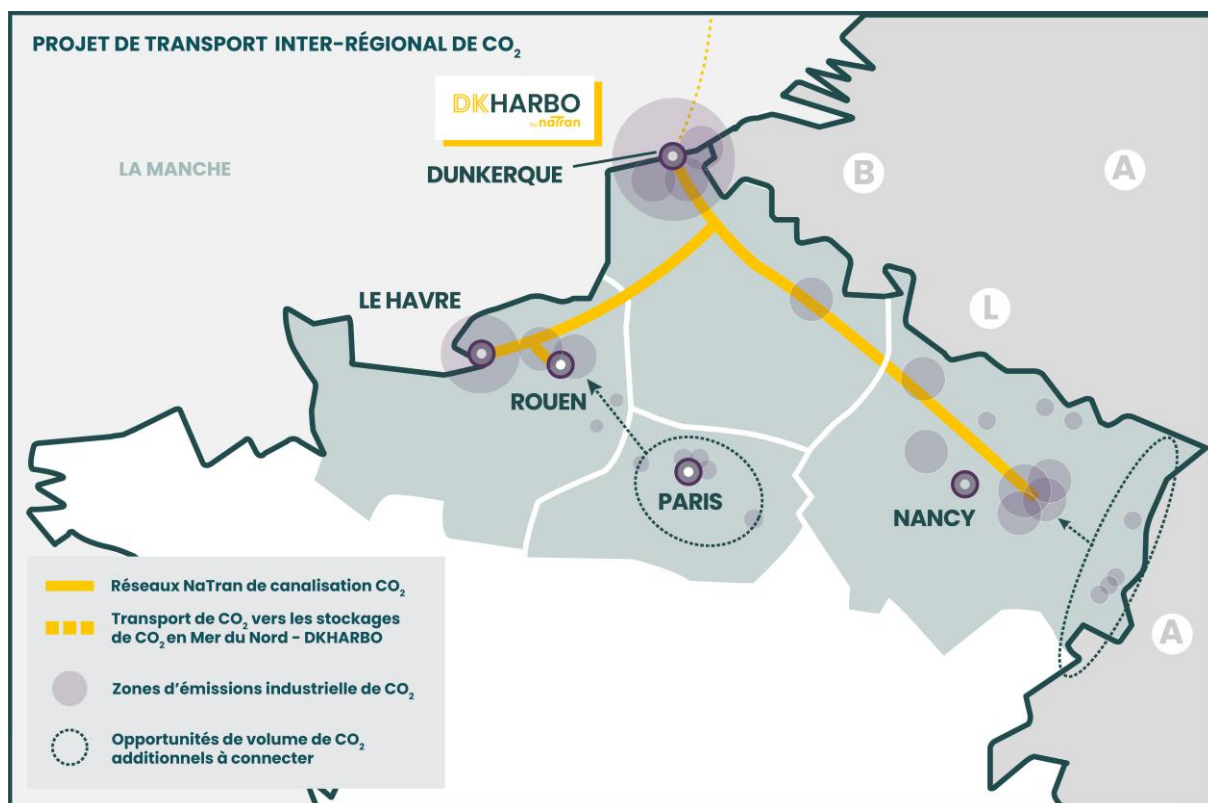 PROJET DE TRANSPORT INTER-RÉGIONAL DE CO₂
DKHARBO
by naTran
LA MANCHE
DUNKERQUE
B
A
LE HAVRE
L
ROUEN
PARIS
NANCY
A
Réseaux NaTran de canalisation CO₂
Transport de CO₂ vers les stockages
de CO₂ en Mer du Nord - DKHARBO
Zones d’émissions industrielle de CO₂
Opportunités de volume de CO₂
additionnels à connecter